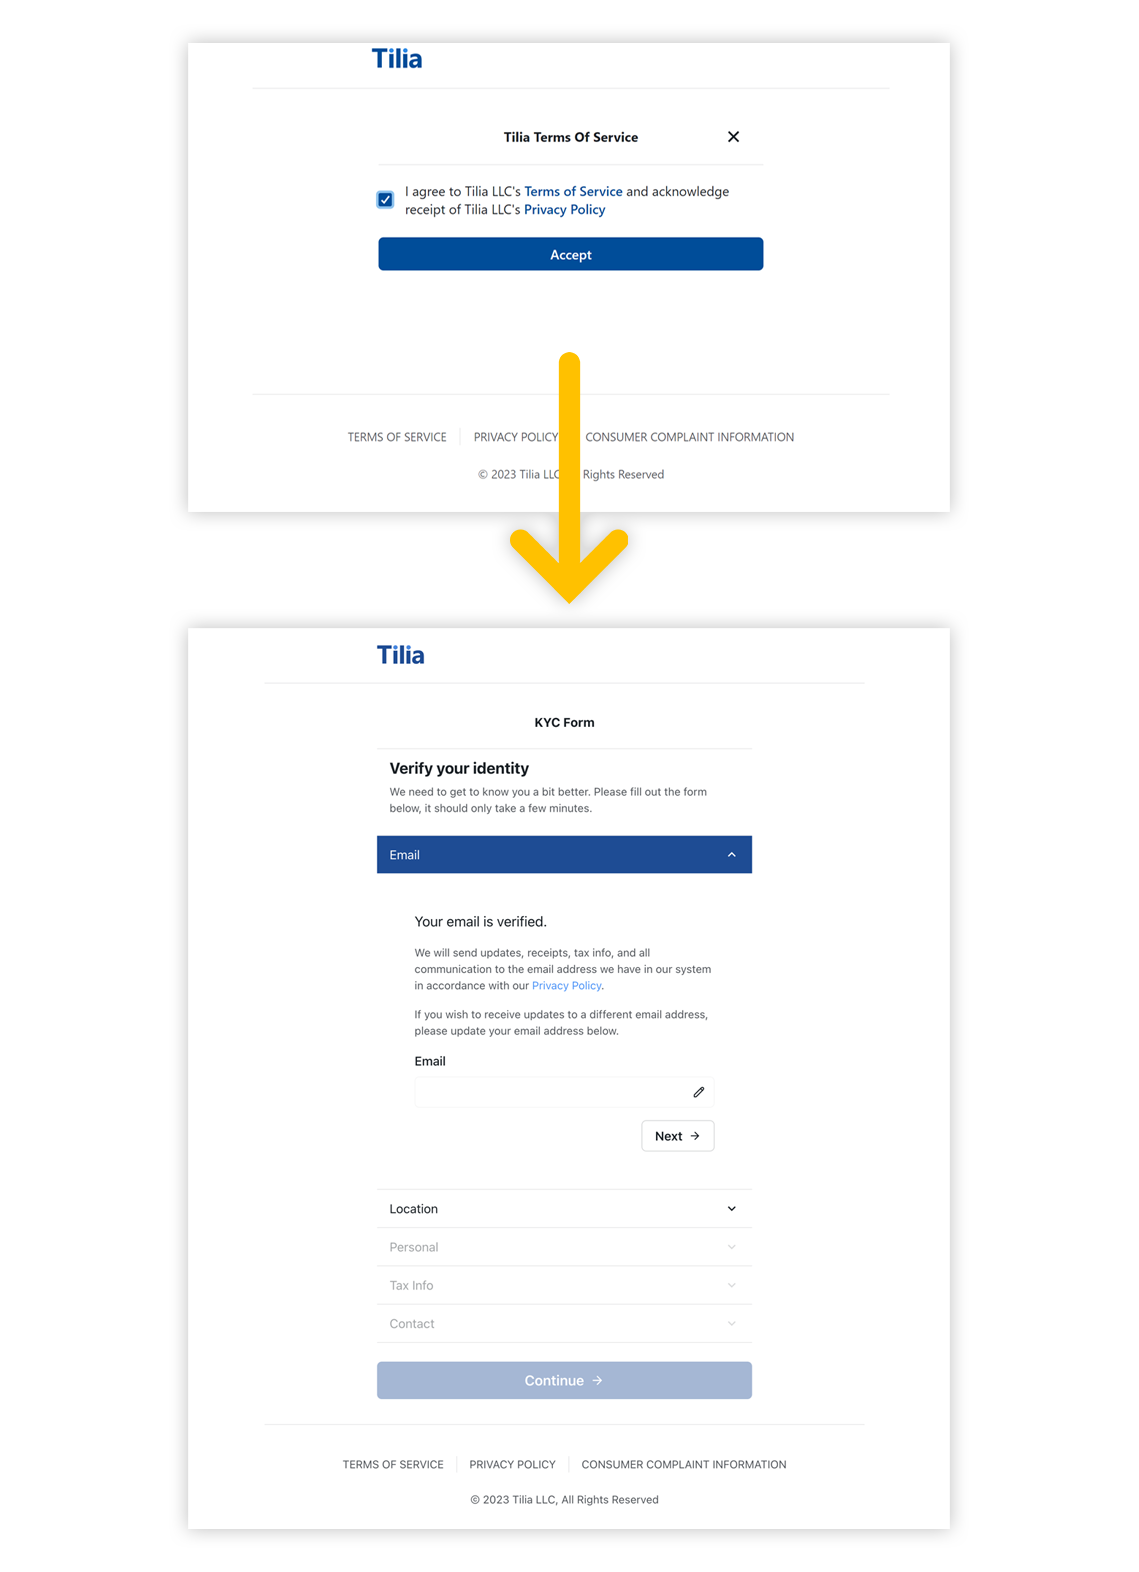 Tilia
Tilia Terms Of Service
I agree to Tilia LLC's Terms of Service and acknowledge
receipt of Tilia LLC's Privacy Policy
Accept
TERMS OF SERVICE
PRIVACY POLICY
CONSUMER COMPLAINT INFORMATION
© 2023 Tilia LLC Rights Reserved
Tilia
KYC Form
Verify your identity
We need to get to know you a bit better. Please fill out the form
below, it should only take a few minutes.
Email
Your email is verified.
We will send updates, receipts, tax info, and all
communication to the email address we have in our system
in accordance with our Privacy Policy.
If you wish to receive updates to a different email address,
please update your email address below.
Email
Next →
Location
Personal
Tax Info
Contact
Continue →
TERMS OF SERVICE
PRIVACY POLICY
CONSUMER COMPLAINT INFORMATION
© 2023 Tilia LLC, All Rights Reserved